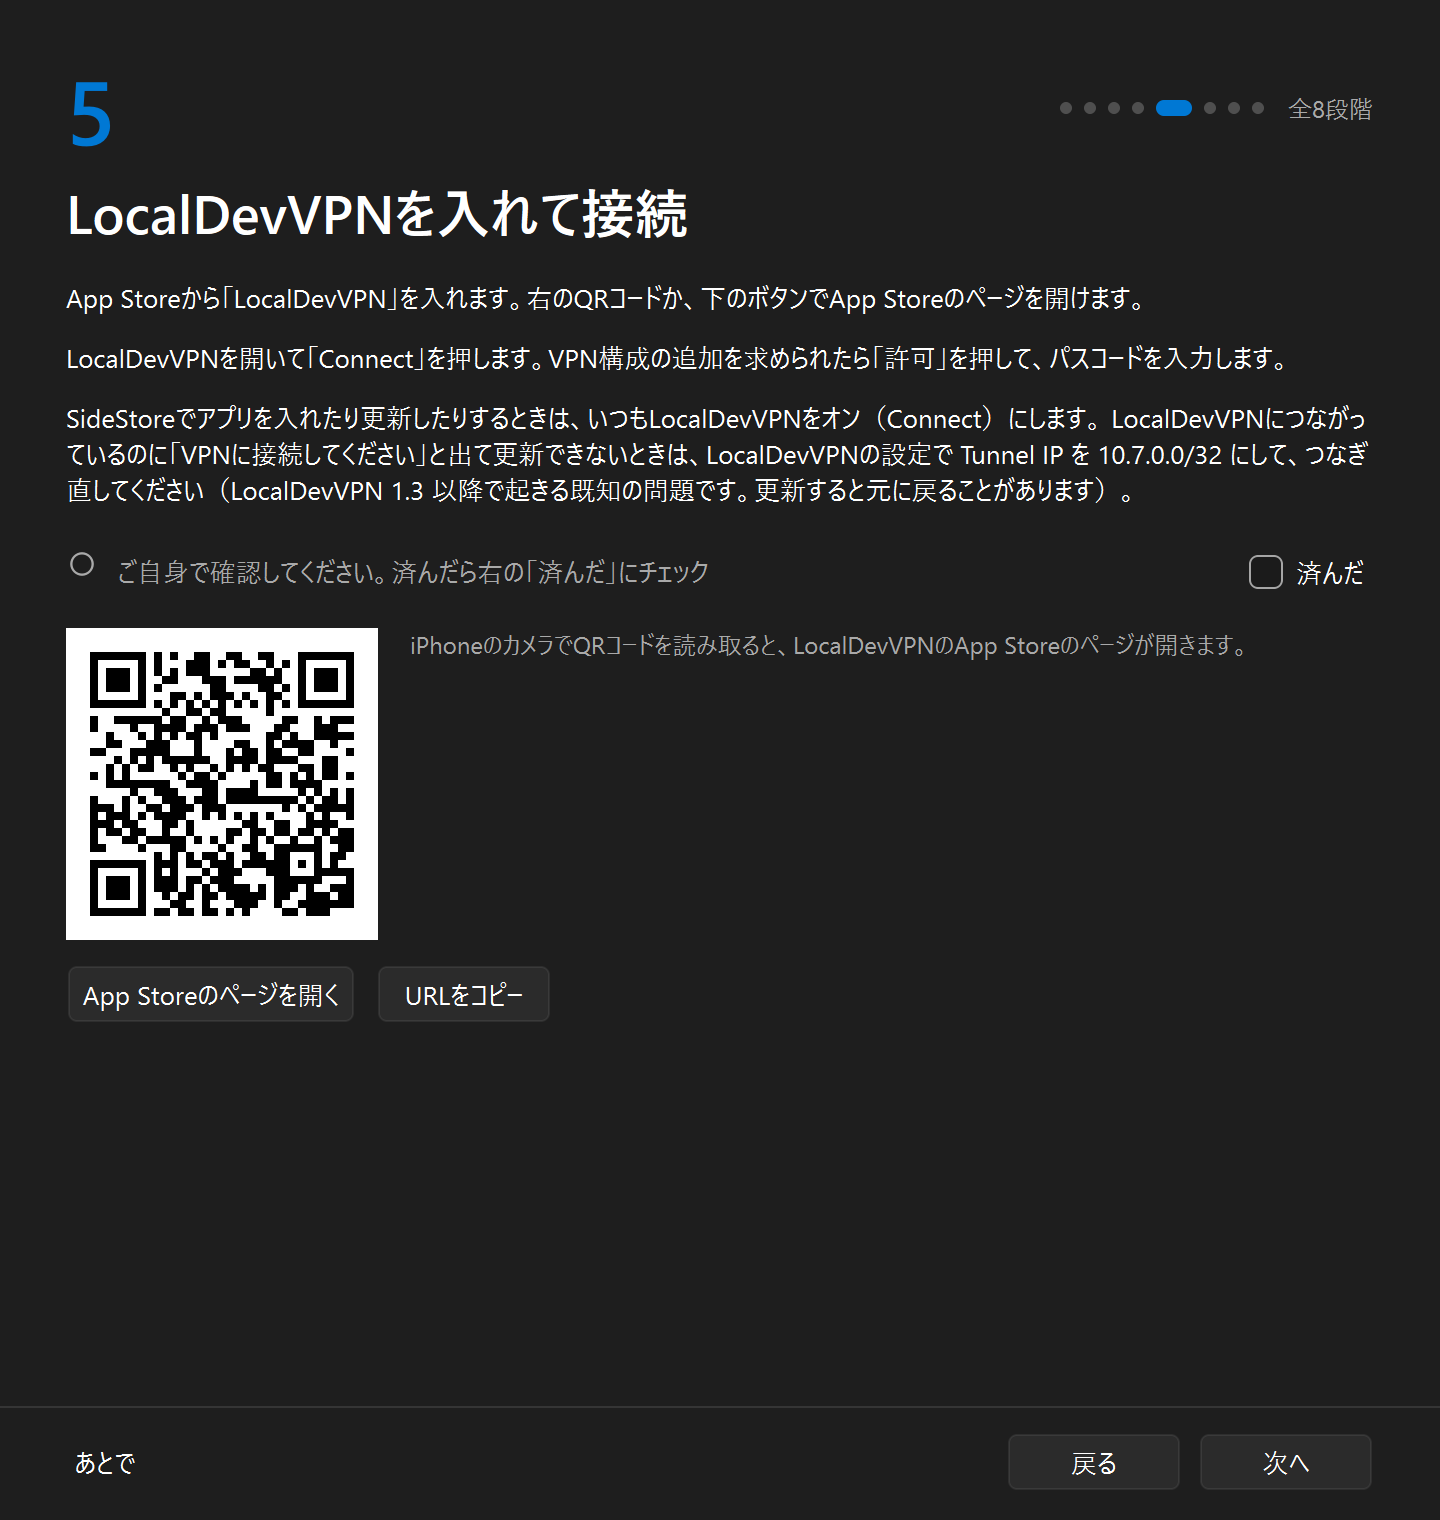 5
全8段階
LocalDevVPNを入れて接続
App Storeから「LocalDevVPN」を入れます。右のQRコードか、下のボタンでApp Storeのページを開けます。
LocalDevVPNを開いて「Connect」を押します。VPN構成の追加を求められたら「許可」を押して、パスコードを入力します。
SideStoreでアプリを入れたり更新したりするときは、いつもLocalDevVPNをオン（Connect）にします。LocalDevVPNにつながっ
ているのに「VPNに接続してください」と出て更新できないときは、LocalDevVPNの設定で Tunnel IP を 10.7.0.0/32 にして、つなぎ
直してください（LocalDevVPN 1.3 以降で起きる既知の問題です。更新すると元に戻ることがあります）。
ご自身で確認してください。済んだら右の「済んだ」にチェック
済んだ
iPhoneのカメラでQRコードを読み取ると、LocalDevVPNのApp Storeのページが開きます。
App Storeのページを開く
URLをコピー
あとで
戻る
次へ